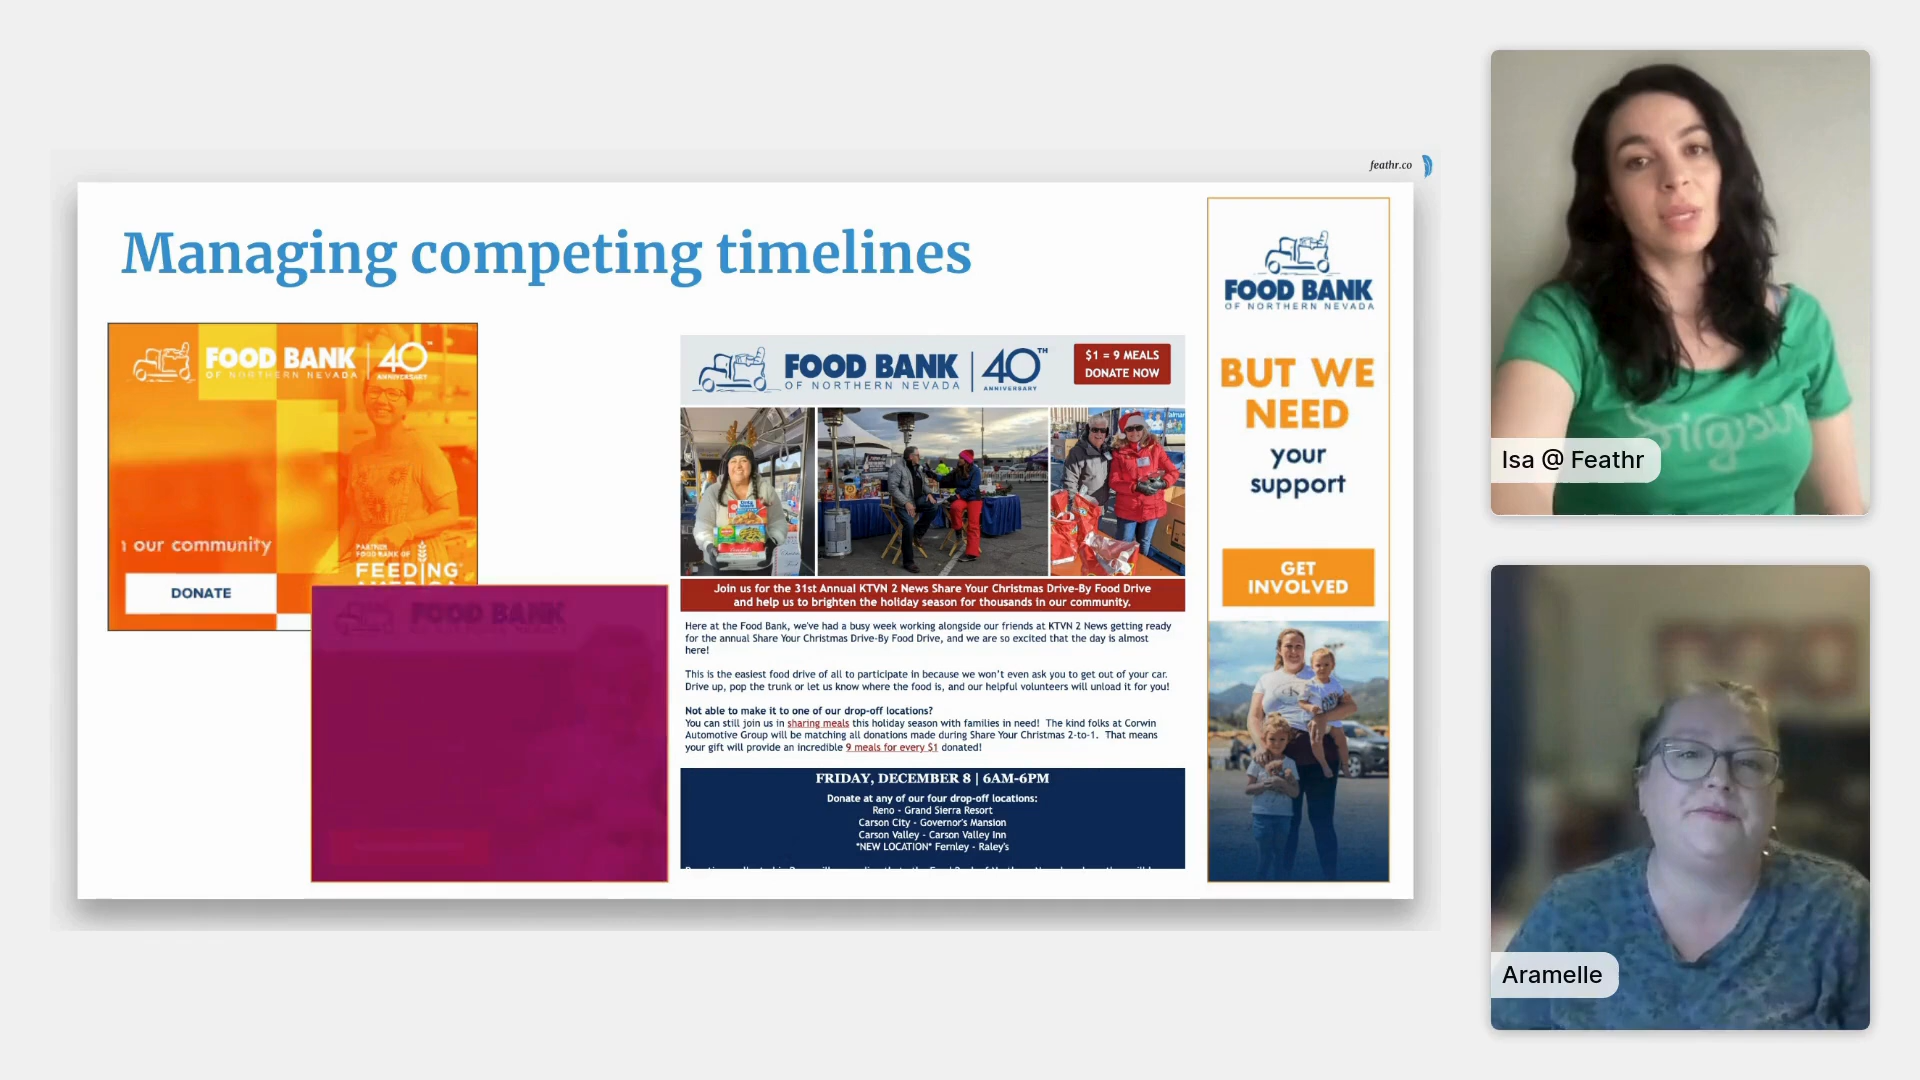 feathr.co
Managing competing timelines
FOOD BANK | 40™
OF NORTHERN NEVADA ANNIVERSARY
n our community
DONATE
PARTNER
FOOD BANK OF
FEEDING
AMERICA
FOOD BANK
FOOD BANK | 40™
OF NORTHERN NEVADA ANNIVERSARY
$1 = 9 MEALS
DONATE NOW
Join us for the 31st Annual KTVN 2 News Share Your Christmas Drive-By Food Drive
and help us to brighten the holiday season for thousands in our community.
Here at the Food Bank, we've had a busy week working alongside our friends at KTVN 2 News getting ready
for the annual Share Your Christmas Drive-By Food Drive, and we are so excited that the day is almost
here!
This is the easiest food drive of all to participate in because we won't even ask you to get out of your car.
Drive up, pop the trunk or let us know where the food is, and our helpful volunteers will unload it for you!
Not able to make it to one of our drop-off locations?
You can still join us in sharing meals this holiday season with families in need! The kind folks at Corwin
Automotive Group will be matching all donations made during Share Your Christmas 2-to-1. That means
your gift will provide an incredible 9 meals for every $1 donated!
FRIDAY, DECEMBER 8 | 6AM-6PM
Donate at any of our four drop-off locations:
Reno - Grand Sierra Resort
Carson City - Governor's Mansion
Carson Valley - Carson Valley Inn
*NEW LOCATION* Fernley - Raley's
FOOD BANK
OF NORTHERN NEVADA
BUT WE
NEED
your
support
GET
INVOLVED
Isa @ Feathr
Aramelle